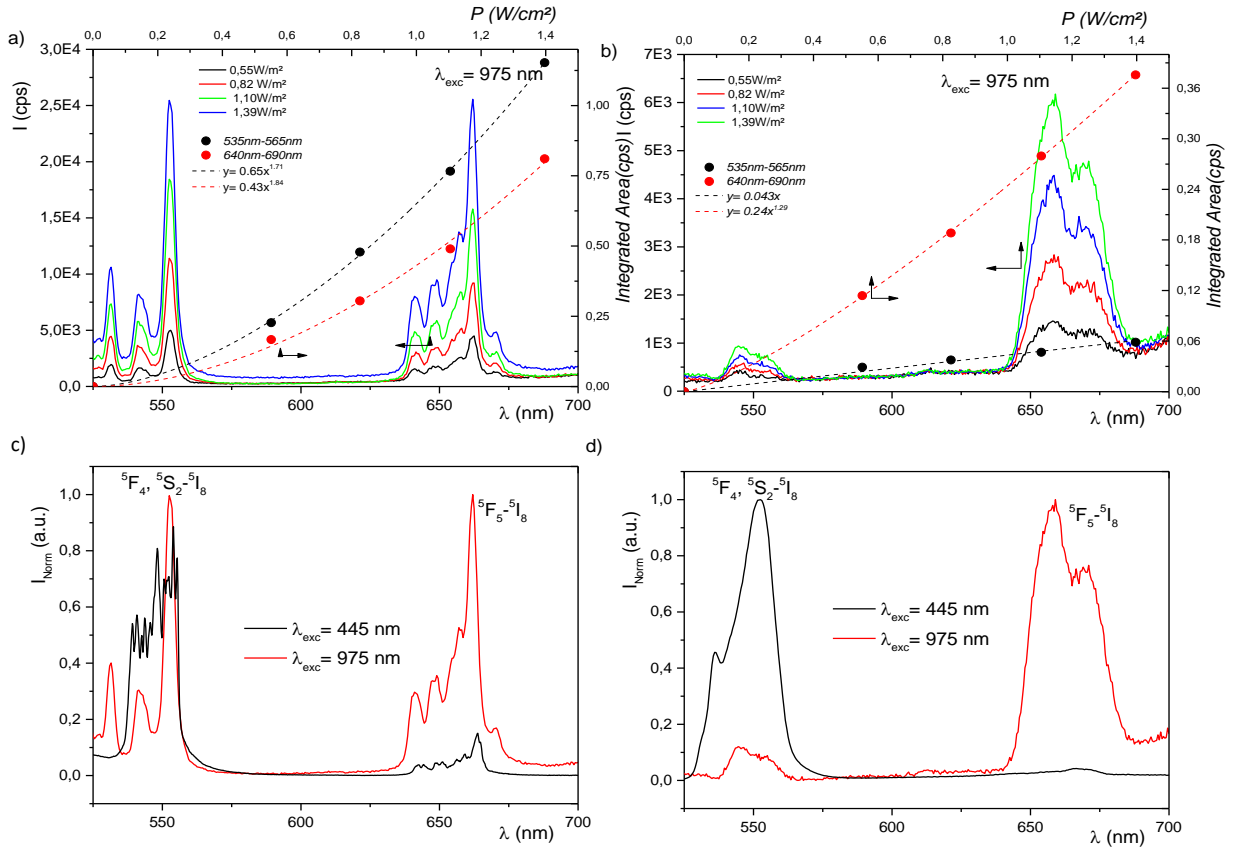 a)
P (W/cm²)
0,0 0,2 0,4 0,6 0,8 1,0 1,2 1,4
3,0E4
2,5E4
2,0E4
1,5E4
1,0E4
5,0E3
0,0
I (cps)
0,55W/m²
0,82 W/m²
1,10W/m²
1,39W/m²
535nm-565nm
640nm-690nm
y= 0.65x^1.71
y= 0.43x^1.84
λexc= 975 nm
1,00
0,75
0,50
0,25
0,00
Integrated Area(cps)
550 600 650 700
λ (nm)
b)
P (W/cm²)
0,0 0,2 0,4 0,6 0,8 1,0 1,2 1,4
7E3
6E3
5E3
4E3
3E3
2E3
1E3
0
I (cps)
0,55W/m²
0,82 W/m²
1,10W/m²
1,39W/m²
535nm-565nm
640nm-690nm
y= 0.043x
y= 0.24x^1.29
λexc= 975 nm
0,36
0,30
0,24
0,18
0,12
0,06
0,00
Integrated Area(cps)
550 600 650 700
λ (nm)
c)
⁵F₄, ⁵S₂-⁵I₈
⁵F₅-⁵I₈
1,0
0,8
0,6
0,4
0,2
0,0
INorm (a.u.)
λexc = 445 nm
λexc = 975 nm
550 600 650 700
λ (nm)
d)
⁵F₄, ⁵S₂-⁵I₈
⁵F₅-⁵I₈
1,0
0,8
0,6
0,4
0,2
0,0
INorm (a.u.)
λexc = 445 nm
λexc = 975 nm
550 600 650 700
λ (nm)